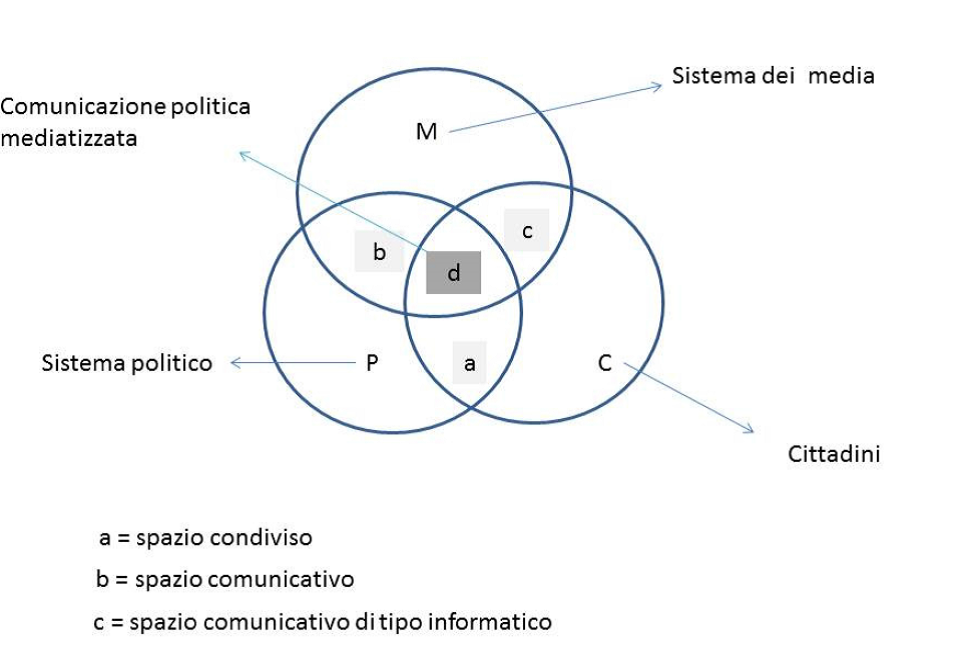 Sistema dei media
Comunicazione politica
mediatizzata
M
c
b
d
Sistema politico
P
a
C
Cittadini
a = spazio condiviso
b = spazio comunicativo
c = spazio comunicativo di tipo informatico